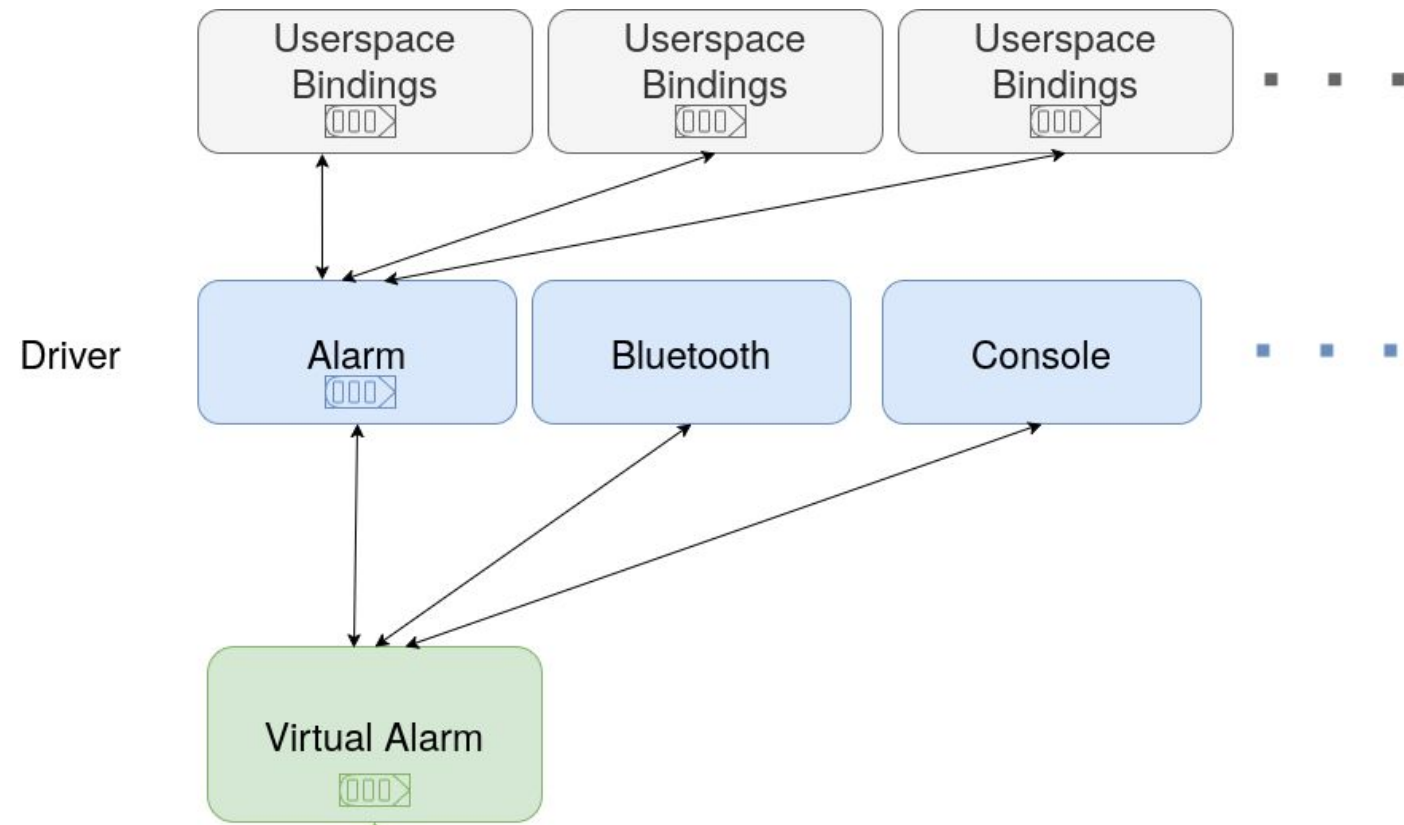 Userspace
Bindings
Userspace
Bindings
Userspace
Bindings
Driver
Alarm
Bluetooth
Console
Virtual Alarm